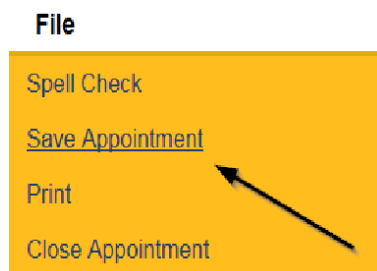 File
Spell Check
Save Appointment
Print
Close Appointment